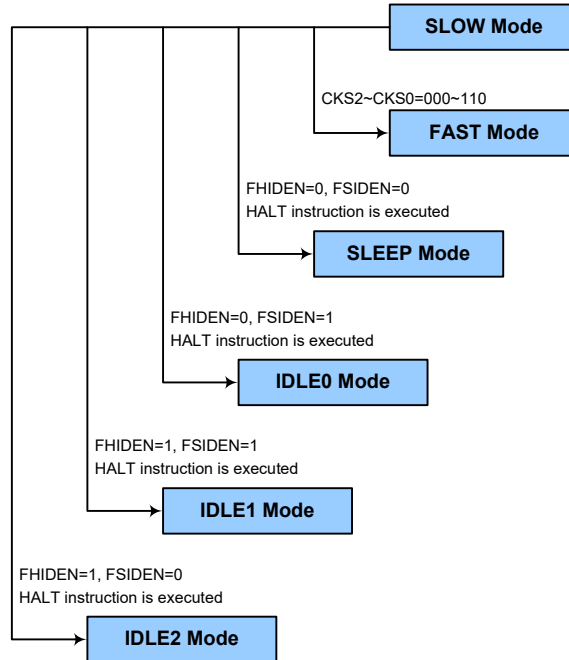 SLOW Mode
CKS2~CKS0=000~110
FAST Mode
FHIDEN=0, FSIDEN=0
HALT instruction is executed
SLEEP Mode
FHIDEN=0, FSIDEN=1
HALT instruction is executed
IDLE0 Mode
FHIDEN=1, FSIDEN=1
HALT instruction is executed
IDLE1 Mode
FHIDEN=1, FSIDEN=0
HALT instruction is executed
IDLE2 Mode